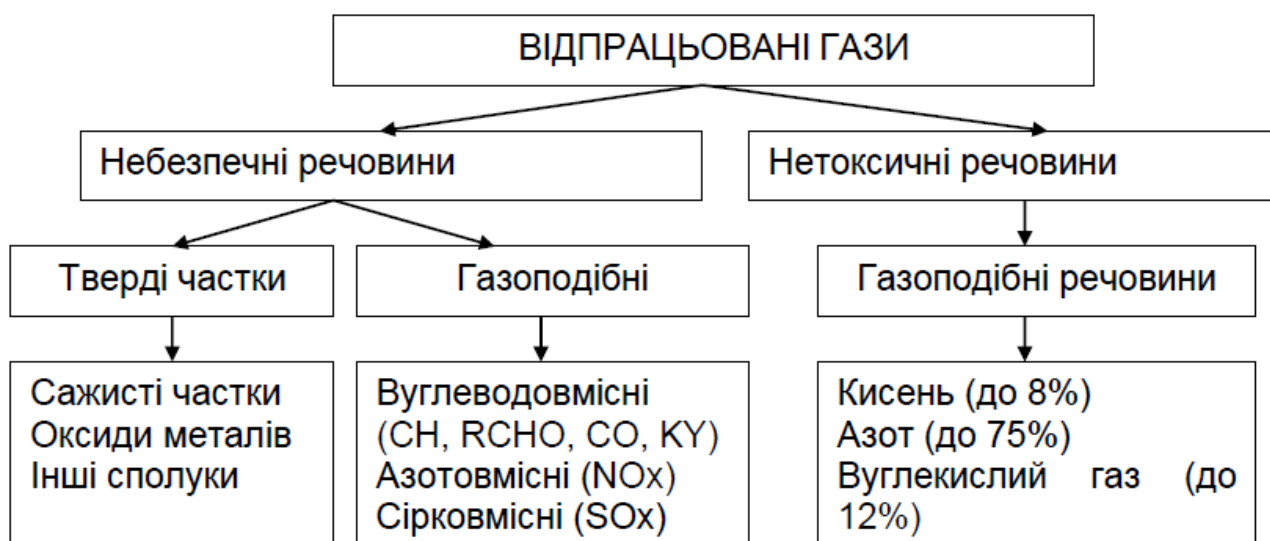 ВІДПРАЦЬОВАНІ ГАЗИ
Небезпечні речовини
Нетоксичні речовини
Тверді частки
Газоподібні
Газоподібні речовини
Сажисті частки
Оксиди металів
Інші сполуки
Вуглеводовмісні
(CH, RCHO, CO, KY)
Азотовмісні (NOx)
Сірковмісні (SOx)
Кисень (до 8%)
Азот (до 75%)
Вуглекислий газ (до
12%)